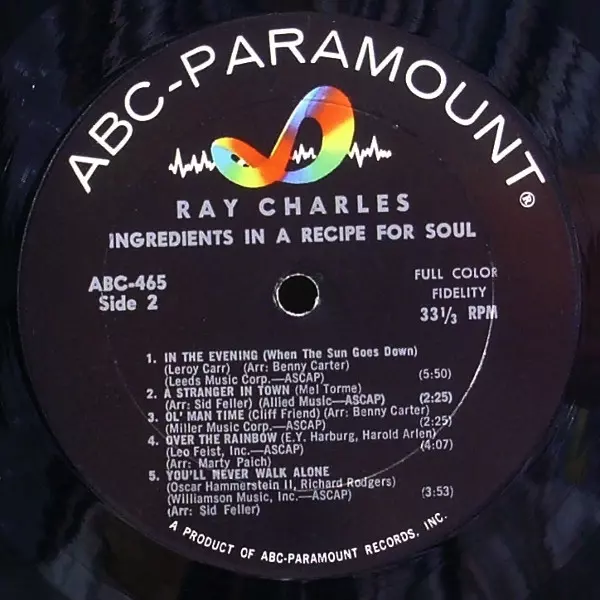 ABC-PARAMOUNT®
RAY CHARLES
INGREDIENTS IN A RECIPE FOR SOUL
ABC-465
Side 2
FULL COLOR
FIDELITY
33 1/3 RPM
1. IN THE EVENING (When The Sun Goes Down)
(Leroy Carr) (Arr: Benny Carter)
(Leeds Music Corp.—ASCAP) (5:50)
2. A STRANGER IN TOWN (Mel Torme)
(Arr: Sid Feller) (Allied Music—ASCAP) (2:25)
3. OL' MAN TIME (Cliff Friend) (Arr: Benny Carter)
(Miller Music Corp.—ASCAP) (2:25)
4. OVER THE RAINBOW (E.Y. Harburg, Harold Arlen)
(Leo Feist, Inc.—ASCAP) (4:07)
(Arr: Marty Paich)
5. YOU'LL NEVER WALK ALONE
(Oscar Hammerstein II, Richard Rodgers)
(Williamson Music, Inc.—ASCAP) (3:53)
(Arr: Sid Feller)
A PRODUCT OF ABC-PARAMOUNT RECORDS, INC.